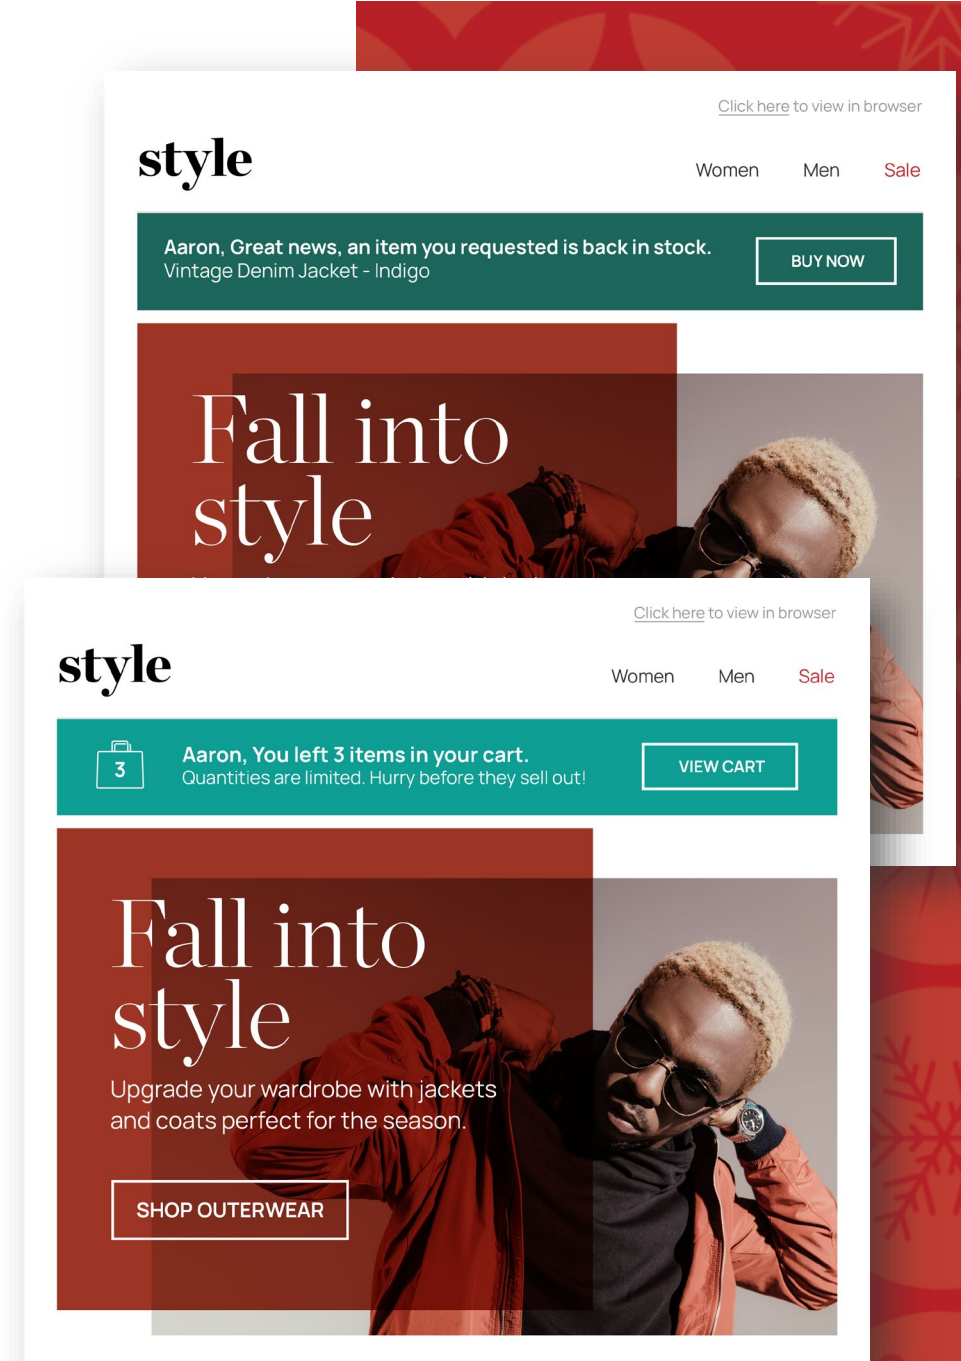 Click here to view in browser
style
Women Men Sale
Aaron, Great news, an item you requested is back in stock.
Vintage Denim Jacket - Indigo
BUY NOW
Fall into
style
Click here to view in browser
style
Women Men Sale
3
Aaron, You left 3 items in your cart.
Quantities are limited. Hurry before they sell out!
VIEW CART
Fall into
style
Upgrade your wardrobe with jackets
and coats perfect for the season.
SHOP OUTERWEAR